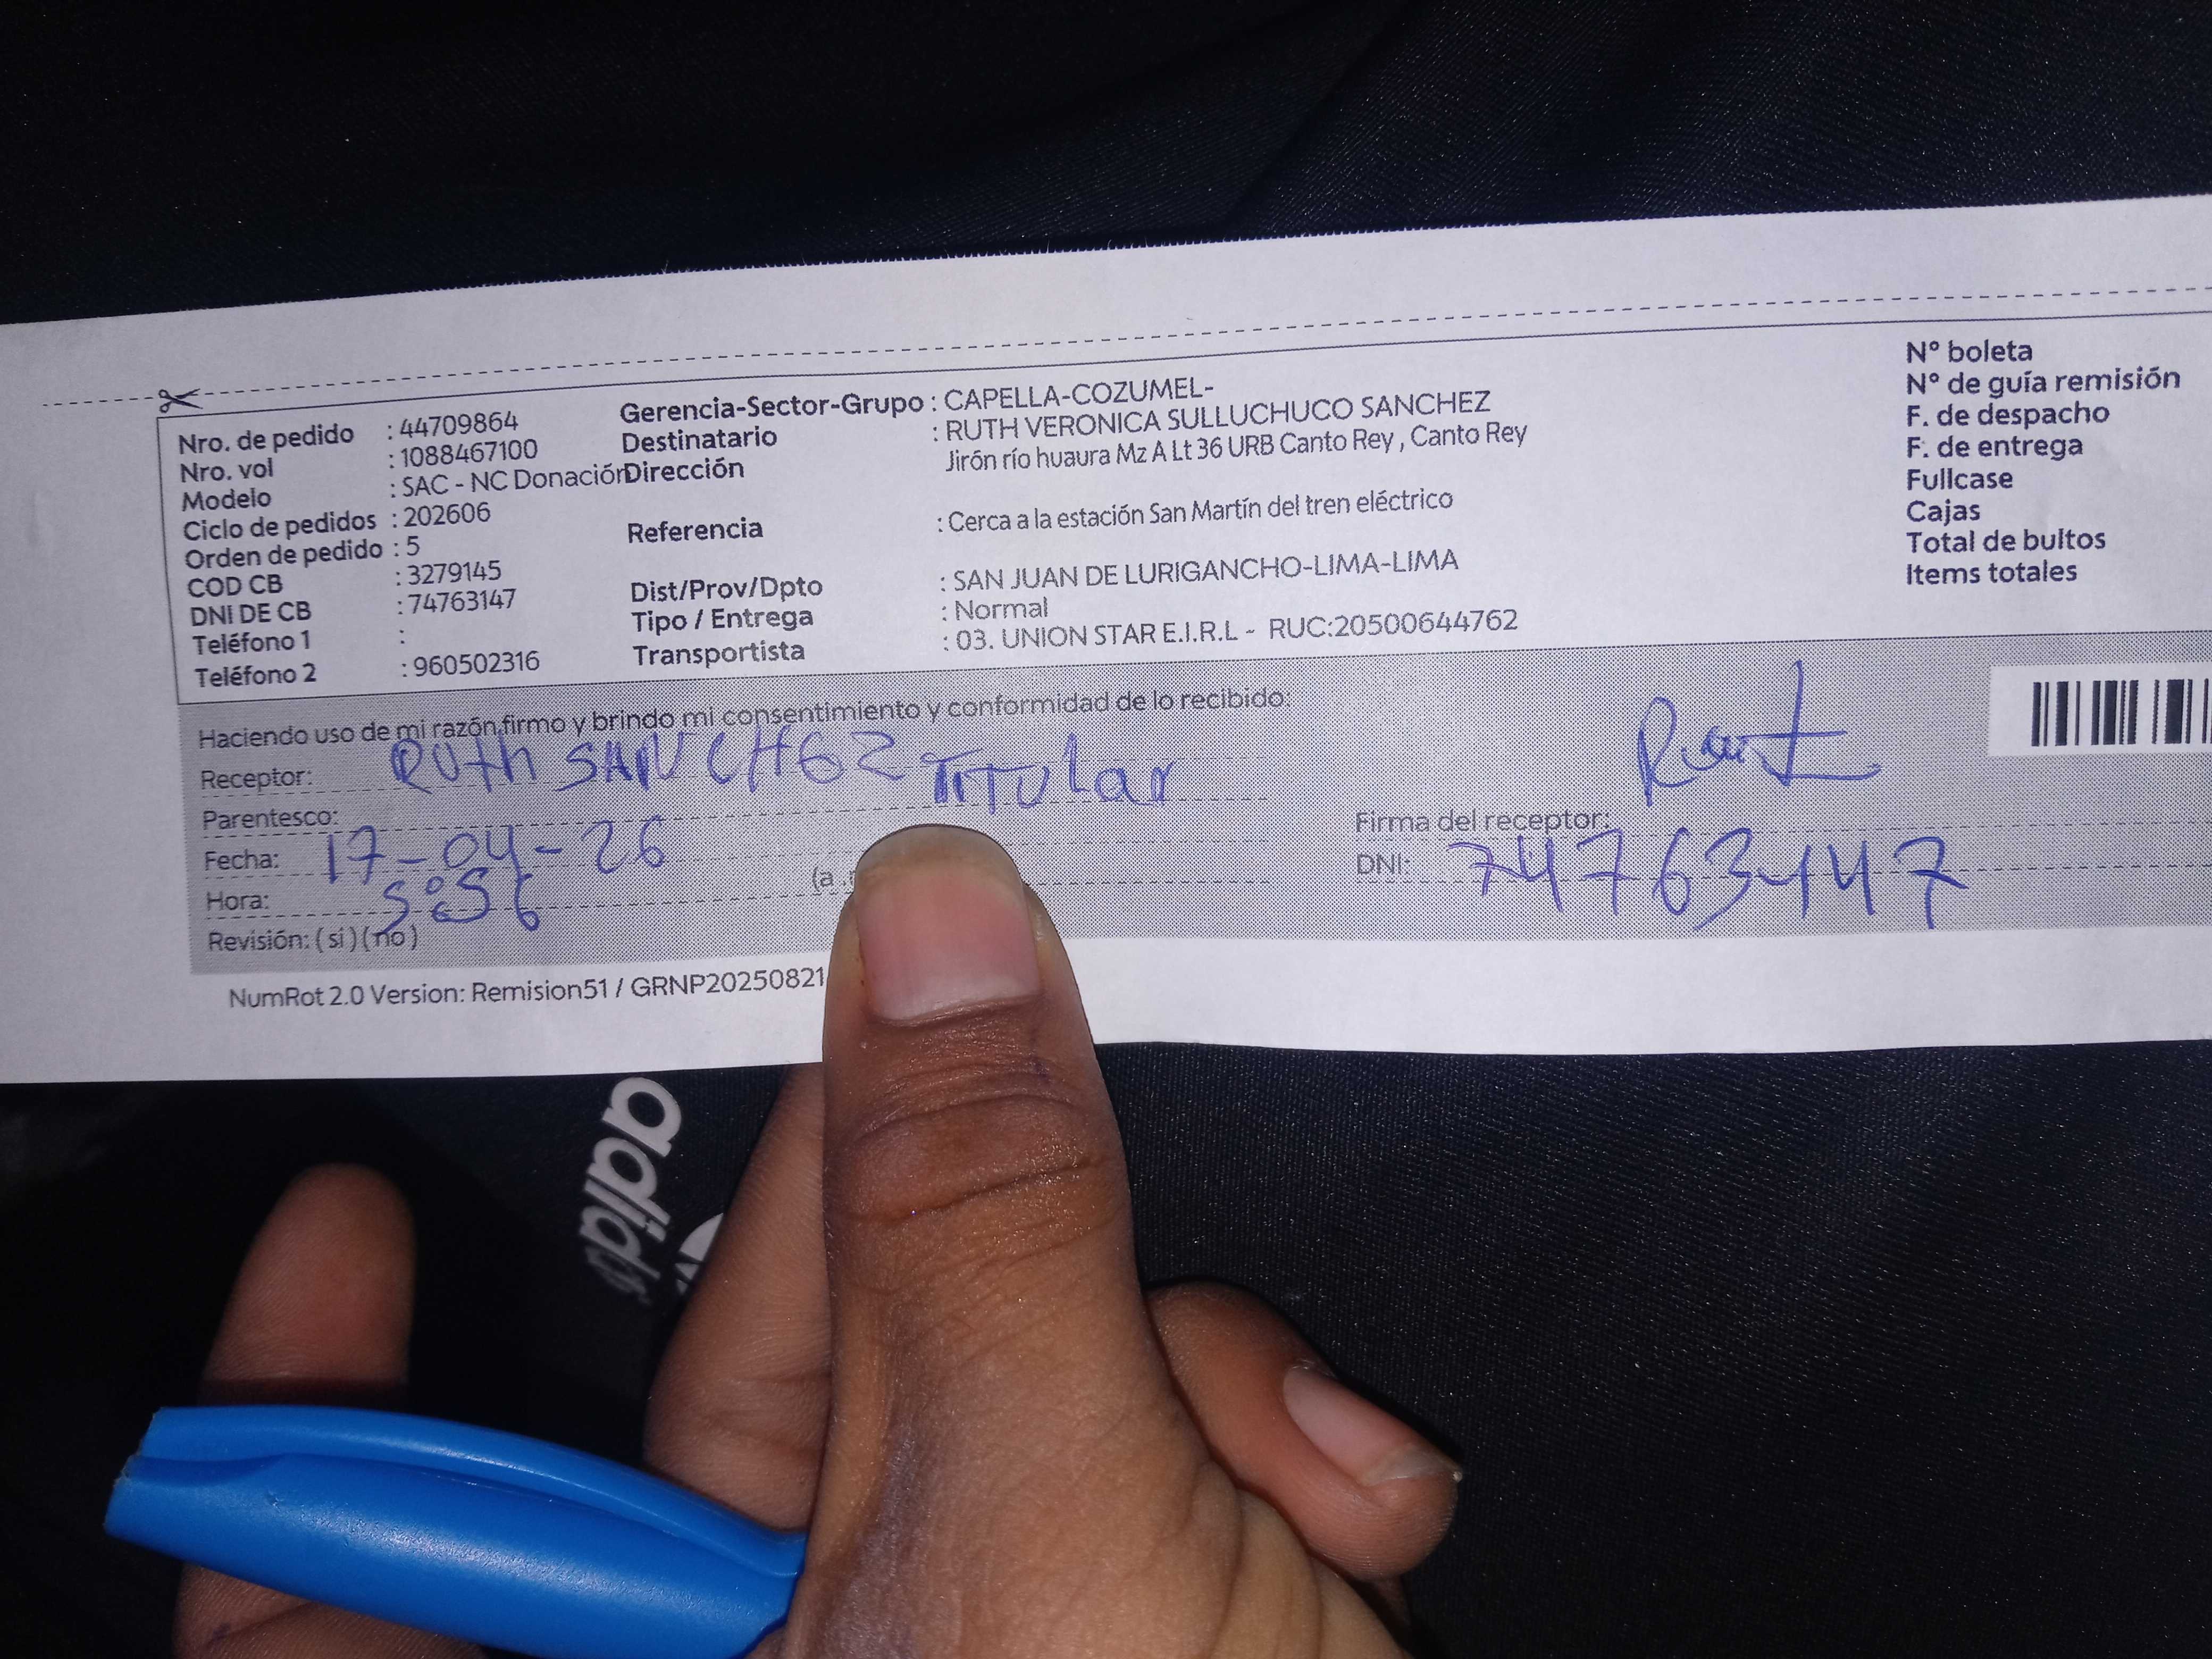 Nro. de pedido : 44709864
Nro. vol : 1088467100
Modelo : SAC - NC Donación
Ciclo de pedidos : 202606
Orden de pedido : 5
COD CB : 3279145
DNI DE CB : 74763147
Teléfono 1 :
Teléfono 2 : 960502316
Gerencia-Sector-Grupo : CAPELLA-COZUMEL-
Destinatario : RUTH VERONICA SULLUCHUCO SANCHEZ
Dirección Jirón río huaura Mz A Lt 36 URB Canto Rey , Canto Rey
Referencia : Cerca a la estación San Martín del tren eléctrico
Dist/Prov/Dpto : SAN JUAN DE LURIGANCHO-LIMA-LIMA
Tipo / Entrega : Normal
Transportista : 03. UNION STAR E.I.R.L - RUC:20500644762
N° boleta
N° de guía remisión
F. de despacho
F. de entrega
Fullcase
Cajas
Total de bultos
Items totales
Haciendo uso de mi razón,firmo y brindo mi consentimiento y conformidad de lo recibido:
Receptor: RUth SANCHEZ TITULar
Parentesco:
Fecha: 17-04-26
Hora: 5:56 (a
Revisión: ( si ) ( no )
Firma del receptor:
DNI: 74763147
NumRot 2.0 Version: Remision51 / GRNP20250821
adidas